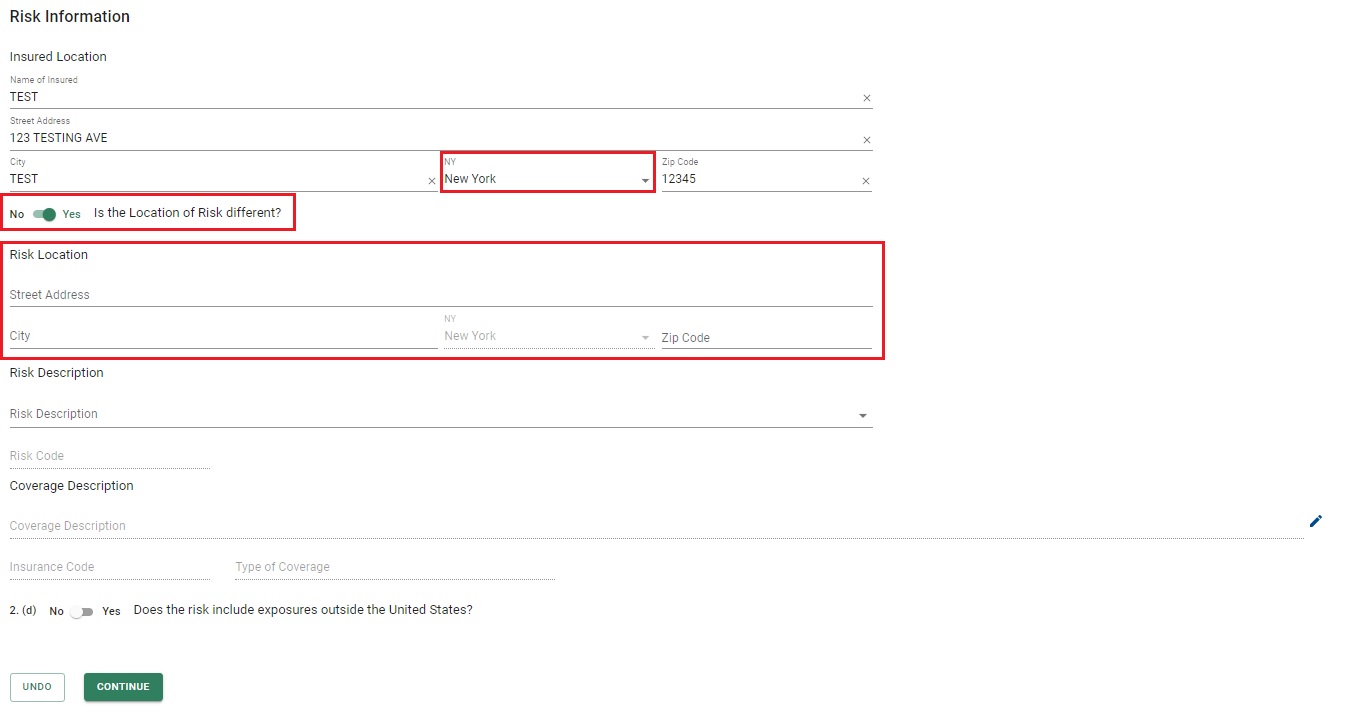 Risk Information
Insured Location
Name of Insured
TEST
Street Address
123 TESTING AVE
City NY Zip Code
TEST New York 12345
No Yes Is the Location of Risk different?
Risk Location
Street Address
NY
City New York Zip Code
Risk Description
Risk Description
Risk Code
Coverage Description
Coverage Description
Insurance Code Type of Coverage
2. (d) No Yes Does the risk include exposures outside the United States?
UNDO CONTINUE